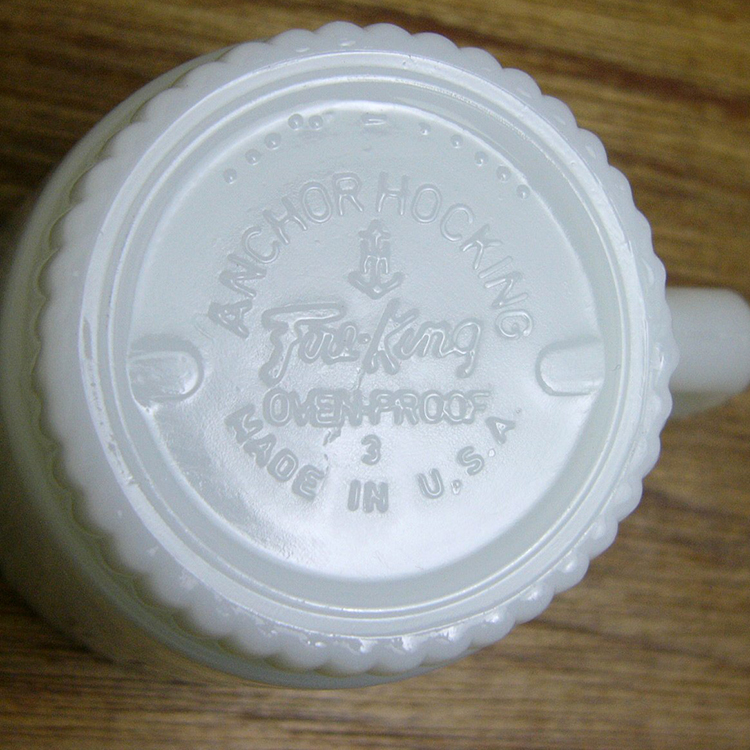 ANCHOR HOCKING
Fire-King
OVEN-PROOF
3
MADE IN U.S.A.